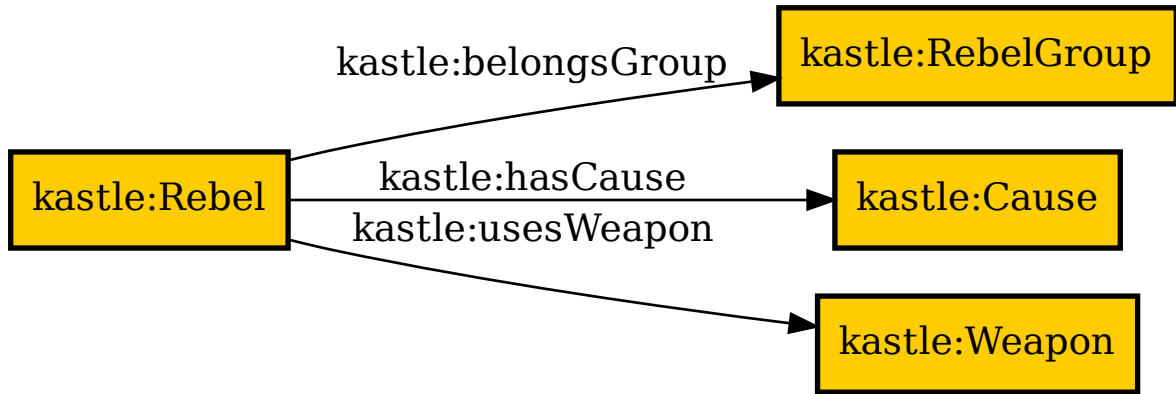 kastle:belongsGroup
kastle:RebelGroup
kastle:Rebel
kastle:hasCause
kastle:Cause
kastle:usesWeapon
kastle:Weapon